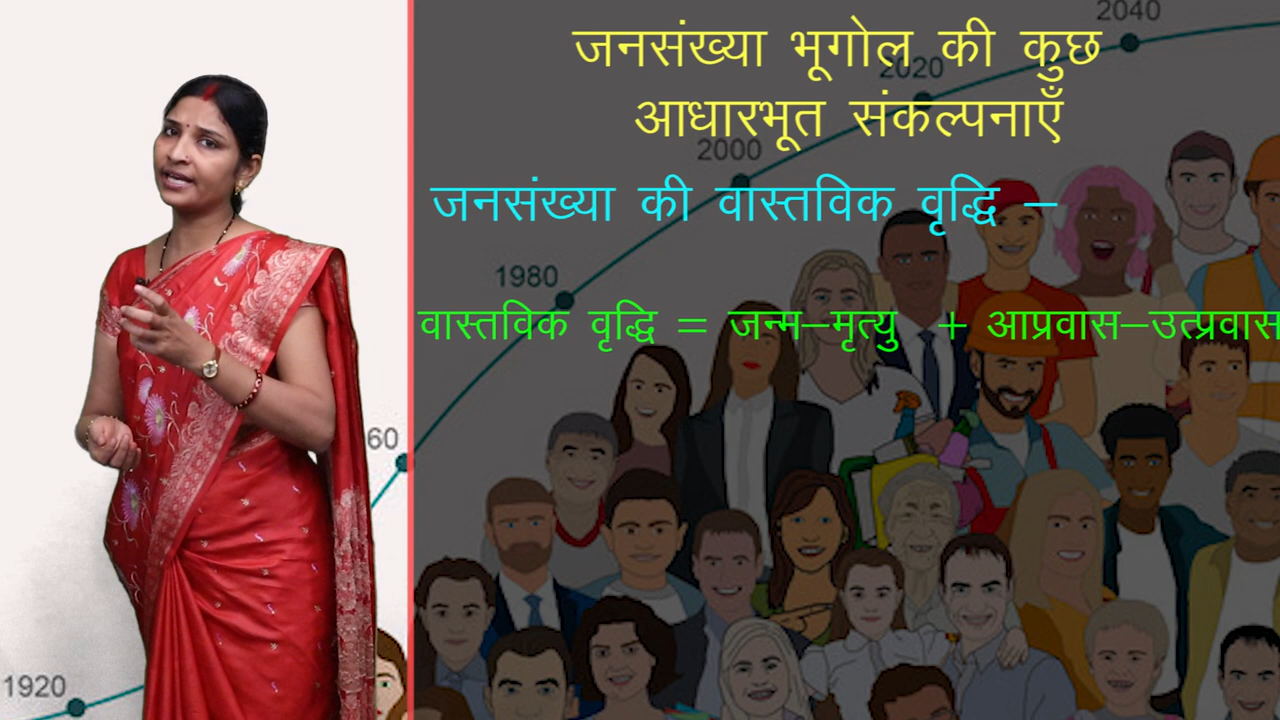 2040
जनसंख्या भूगोल की कुछ
2020
आधारभूत संकल्पनाएँ
2000
जनसंख्या की वास्तविक वृद्धि –
1980
वास्तविक वृद्धि = जन्म–मृत्यु + आप्रवास–उत्प्रवास
60
1920